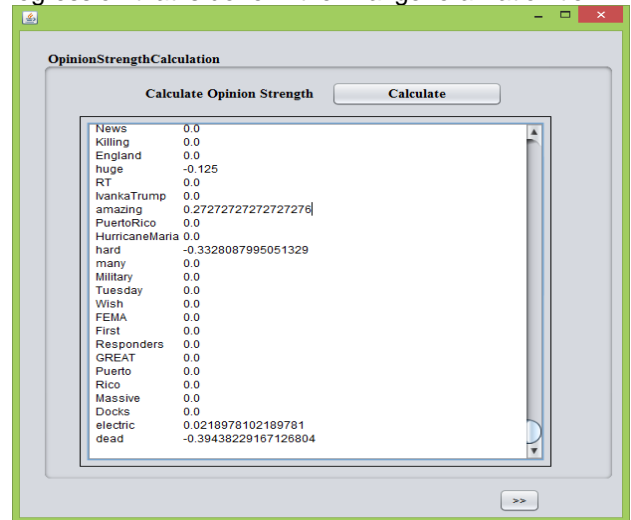 OpinionStrengthCalculation
Calculate Opinion Strength Calculate
News 0.0
Killing 0.0
England 0.0
huge -0.125
RT 0.0
IvankaTrump 0.0
amazing 0.27272727272727276
PuertoRico 0.0
HurricaneMaria 0.0
hard -0.3328087995051329
many 0.0
Military 0.0
Tuesday 0.0
Wish 0.0
FEMA 0.0
First 0.0
Responders 0.0
GREAT 0.0
Puerto 0.0
Rico 0.0
Massive 0.0
Docks 0.0
electric 0.0218978102189781
dead -0.39438229167126804
>>